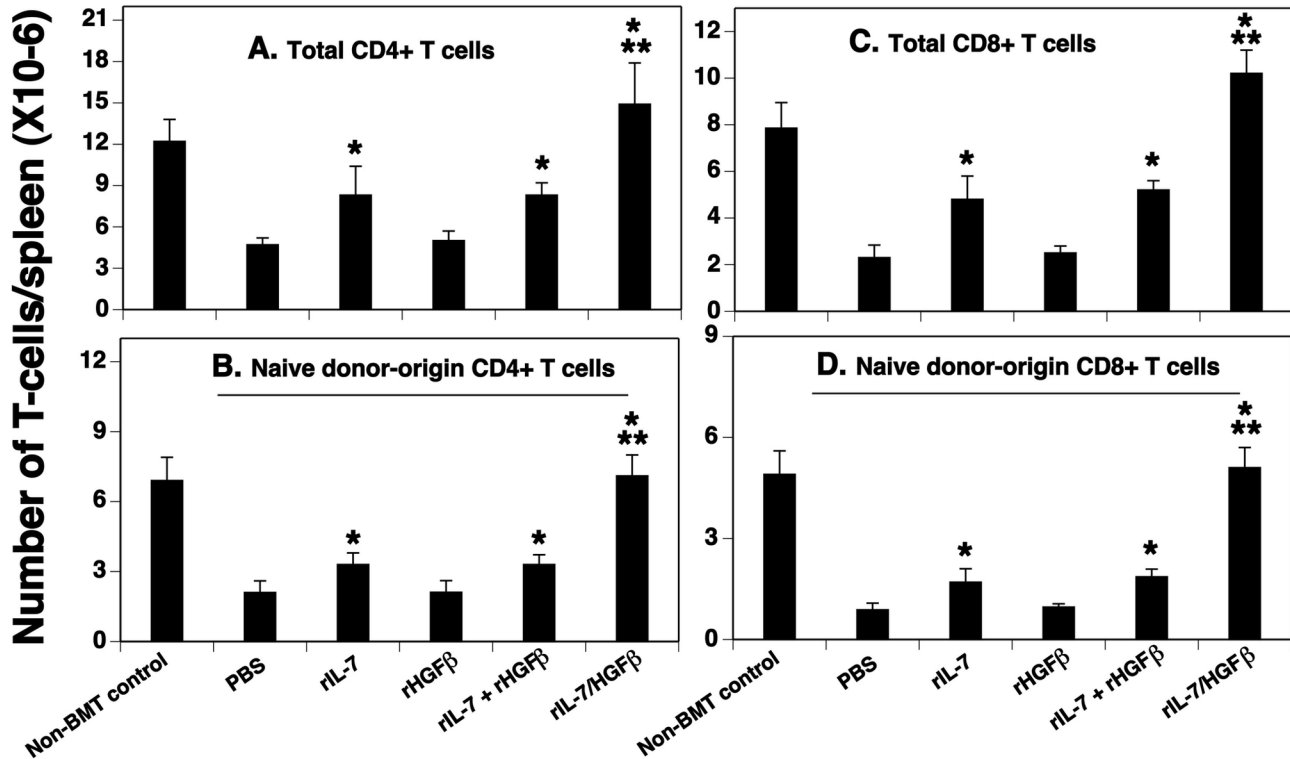 Number of T-cells/spleen (X10-6)
A. Total CD4+ T cells
21
18
15
12
9
6
3
0
*
*
*
**
C. Total CD8+ T cells
12
10
8
6
4
2
0
*
*
*
**
B. Naive donor-origin CD4+ T cells
12
9
6
3
0
*
*
*
**
Non-BMT control
PBS
rIL-7
rHGFβ
rIL-7 + rHGFβ
rIL-7/HGFβ
D. Naive donor-origin CD8+ T cells
9
6
3
0
*
*
*
**
Non-BMT control
PBS
rIL-7
rHGFβ
rIL-7 + rHGFβ
rIL-7/HGFβ